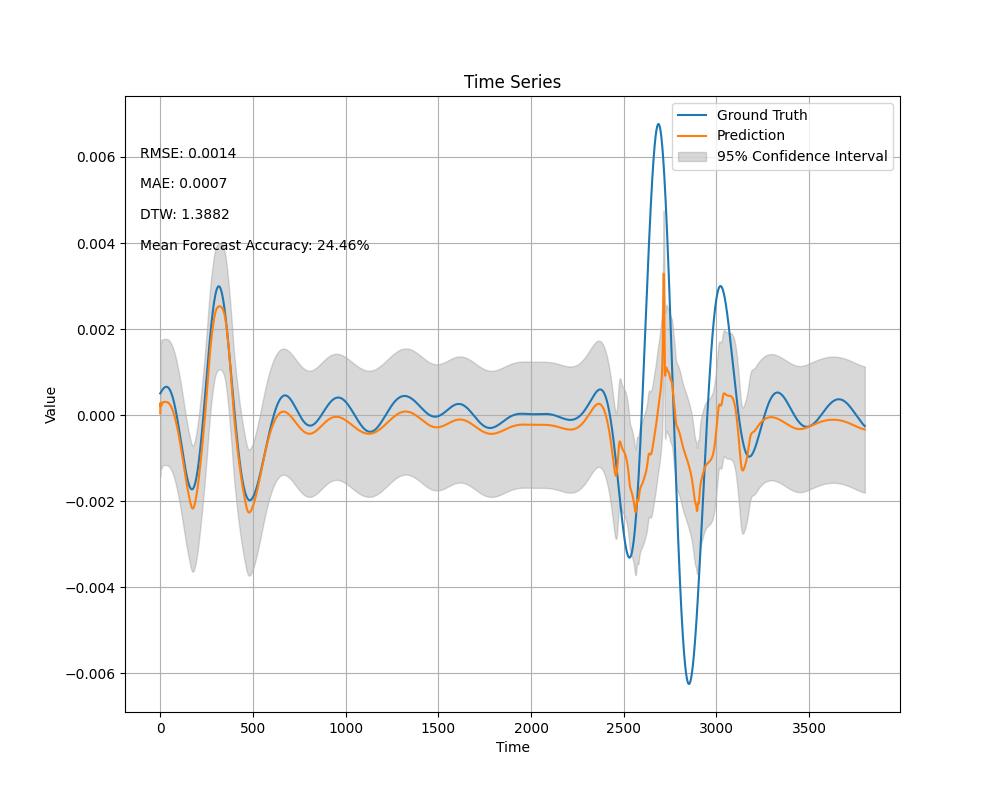 Time Series
Ground Truth
Prediction
95% Confidence Interval
RMSE: 0.0014
MAE: 0.0007
DTW: 1.3882
Mean Forecast Accuracy: 24.46%
Value
0.006
0.004
0.002
0.000
−0.002
−0.004
−0.006
0 500 1000 1500 2000 2500 3000 3500
Time